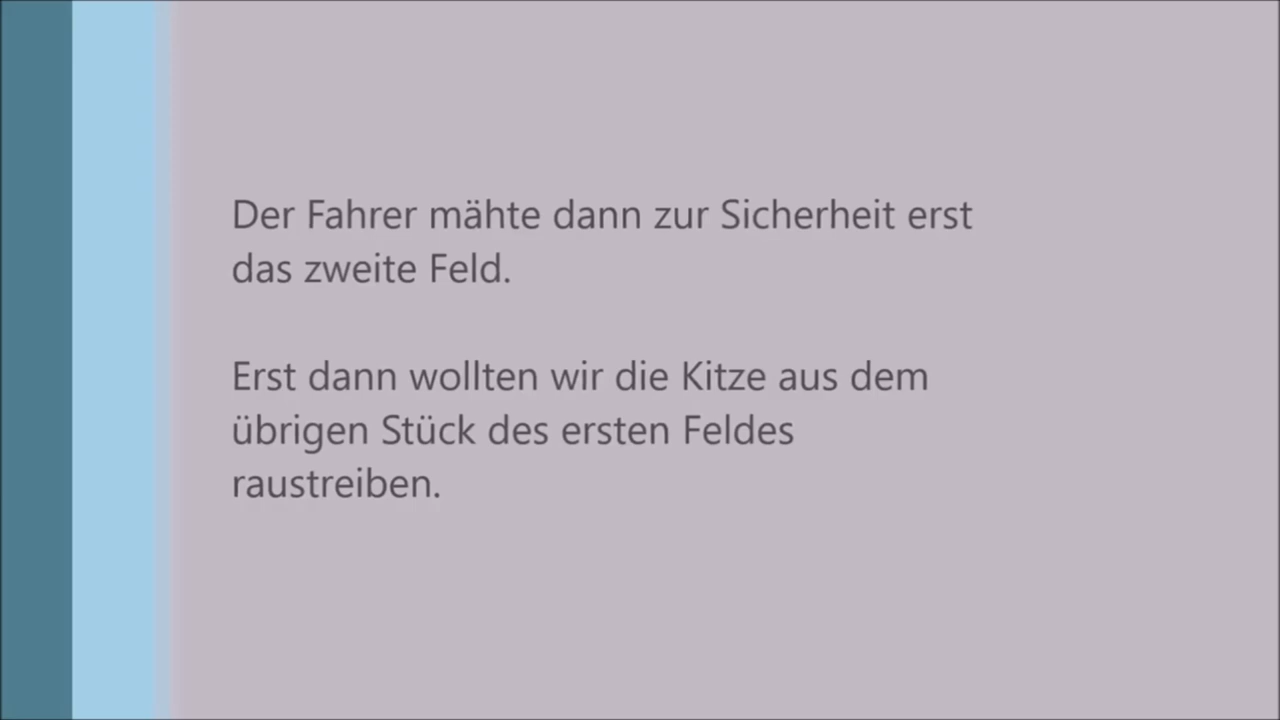 Der Fahrer mähte dann zur Sicherheit erst
das zweite Feld.
Erst dann wollten wir die Kitze aus dem
übrigen Stück des ersten Feldes
raustreiben.